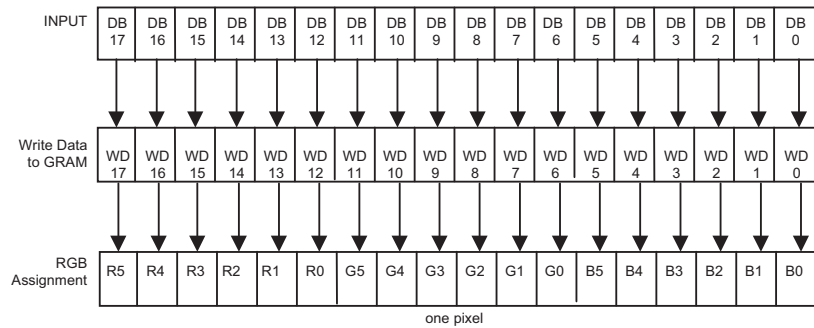 INPUT DB DB DB DB DB DB DB DB DB DB DB DB DB DB DB DB DB DB
17 16 15 14 13 12 11 10 9 8 7 6 5 4 3 2 1 0
Write Data
to GRAM
WD WD WD WD WD WD WD WD WD WD WD WD WD WD WD WD WD WD
17 16 15 14 13 12 11 10 9 8 7 6 5 4 3 2 1 0
RGB
Assignment
R5 R4 R3 R2 R1 R0 G5 G4 G3 G2 G1 G0 B5 B4 B3 B2 B1 B0
one pixel